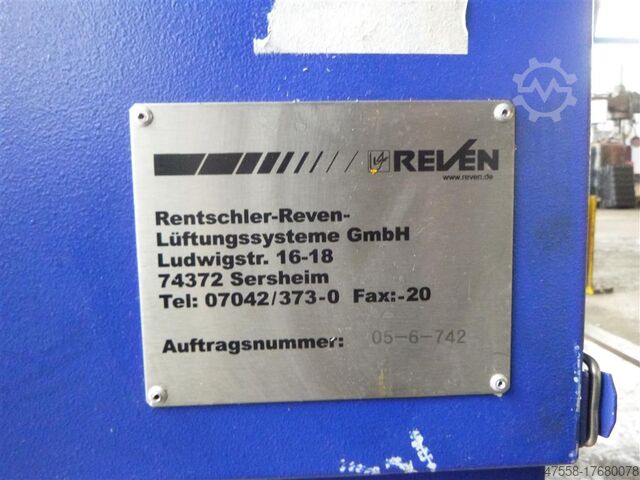 REVEN
www.reven.de
Rentschler-Reven-
Lüftungssysteme GmbH
Ludwigstr. 16-18
74372 Sersheim
Tel: 07042/373-0 Fax:-20
Auftragsnummer: 05-6-742
47558-17680078